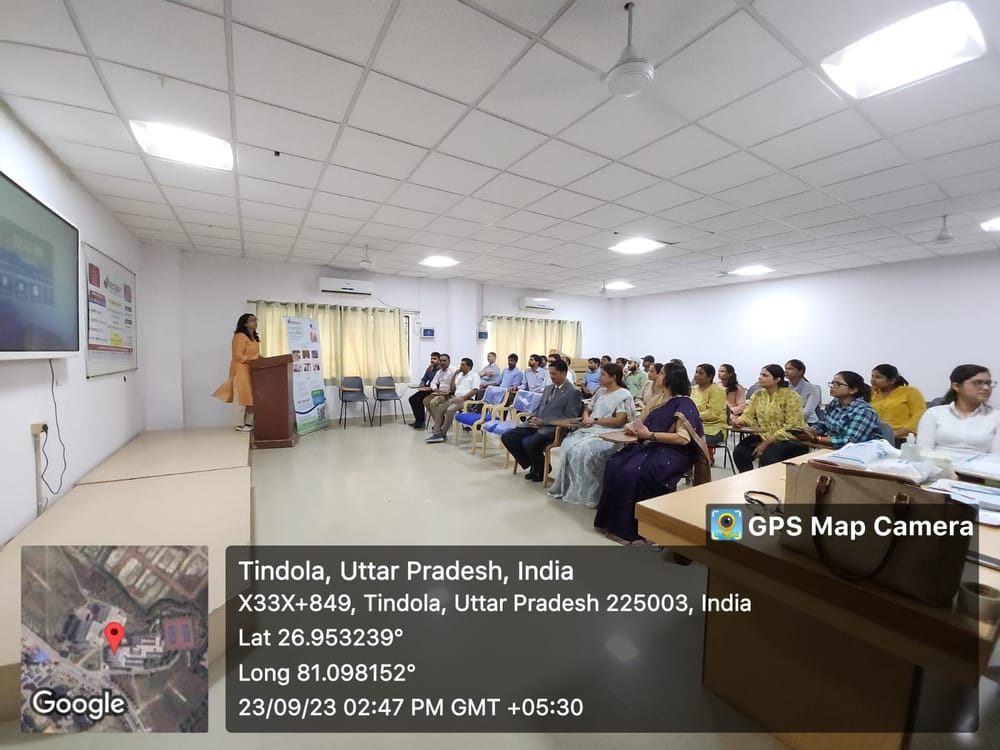 GPS Map Camera
Tindola, Uttar Pradesh, India
X33X+849, Tindola, Uttar Pradesh 225003, India
Lat 26.953239°
Long 81.098152°
23/09/23 02:47 PM GMT +05:30
Google